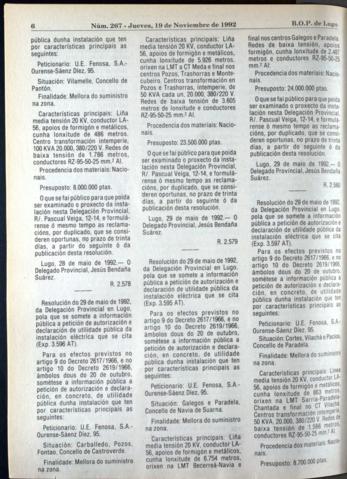 6 Núm. 267 - Jueves, 19 de Noviembre de 1992 B.O.P. de Lugo
pública dunha instalación que ten
por características principais as
seguintes:
Peticionario: U.E. Fenosa, S.A.-
Ourense-Sáenz Díez, 95.
Situación: Vilamelle, Concello de
Pantón.
Finalidade: Mellora do suministro
na zona.
Características principais: Liña
media tensión 20 KV, conductor LA-
56, apoios de formigón e metálicos,
cunha lonxitude de 486 metros.
Centro transformación intemperie,
100 KVA 20.000, 380/220 V. Redes de
baixa tensión de 1.786 metros,
conductores RZ-95-50-25 mm.² Al.
Procedencia dos materiais: Nacio-
nais.
Presuposto: 8.000.000 ptas.
O que se fai público para que poida
ser examinado o proxecto da insta-
lación nesta Delegación Provincial,
R/. Pascual Veiga, 12-14, e formulá-
rense ó mesmo tempo as reclama-
cións, por duplicado, que se consi-
deren oportunas, no prazo de trinta
días, a partir do seguinte ó da
publicación desta resolución.
Lugo, 28 de maio de 1992.— O
Delegado Provincial, Jesús Bendaña
Suárez.
R. 2.578
Resolución do 29 de maio de 1992,
da Delegación Provincial en Lugo,
pola que se somete a información
pública a petición de autorización e
declaración de utilidade pública da
instalación eléctrica que se cita
(Exp. 3.595 AT).
Para os efectos previstos no
artigo 9 do Decreto 2617/1966, e no
artigo 10 do Decreto 2619/1966,
ámbolos dous do 20 de outubro,
sométese a información pública a
petición de autorización e declara-
ción, en concreto, de utilidade
pública dunha instalación que ten
por características principais as
seguintes:
Peticionario: U.E. Fenosa, S.A.-
Ourense-Sáenz Díez, 95.
Situación: Carballedo, Pozos,
Fontao, Concello de Castroverde.
Finalidade: Mellora do suministro
na zona.
Características principais: Liña
media tensión 20 KV, conductor LA-
56, apoios de formigón e metálicos,
cunha lonxitude de 5.926 metros,
orixen na LMT a CT Meda e final nos
centros Pozos, Trashorras e Monte-
cubeiro. Centros transformación en
Pozos e Trashorras, intemperie, de
50 KVA cada un, 20.000, 380/220 V.
Redes de baixa tensión de 3.605
metros de lonxitude e conductores
RZ-95-50-25 mm.² Al.
Procedencia dos materiais: Nacio-
nais.
Presuposto: 23.500.000 ptas.
O que se fai público para que poida
ser examinado o proxecto da insta-
lación nesta Delegación Provincial,
R/. Pascual Veiga, 12-14, e formulá-
rense ó mesmo tempo as reclama-
cións, por duplicado, que se consi-
deren oportunas, no prazo de trinta
días, a partir do seguinte ó da
publicación desta resolución.
Lugo, 29 de maio de 1992.— O
Delegado Provincial, Jesús Bendaña
Suárez.
R. 2.579
Resolución do 29 de maio de 1992,
da Delegación Provincial en Lugo,
pola que se somete a información
pública a petición de autorización e
declaración de utilidade pública da
instalación eléctrica que se cita
(Exp. 3.596 AT).
Para os efectos previstos no
artigo 9 do Decreto 2617/1966, e no
artigo 10 do Decreto 2619/1966,
ámbolos dous do 20 de outubro,
sométese a información pública a
petición de autorización e declara-
ción, en concreto, de utilidade
pública dunha instalación que ten
por características principais as
seguintes:
Peticionario: U.E. Fenosa, S.A.-
Ourense-Sáenz Díez, 95.
Situación: Galegos e Pardellada,
Concello de Navia de Suarna.
Finalidade: Mellora do suministro
na zona.
Características principais: Liña
media tensión 20 KV, conductor LA-
56, apoios de formigón e metálicos,
cunha lonxitude de 6.754 metros,
orixen na LMT Becerreá-Navia e
final nos centros-Galegos e
Redes de baixa tensión, apoios
formigón, cunha lonxitude de
metros e conductores RZ-95-50-25
mm.² Al.
Procedencia dos materiais: Nacio-
nais.
Presuposto: 24.000.000 ptas.
O que se fai público para que poida
ser examinado o proxecto da insta-
lación nesta Delegación Provincial,
R/. Pascual Veiga, 12-14, e formulá-
rense ó mesmo tempo as reclama-
cións, por duplicado, que se consi-
deren oportunas, no prazo de trinta
días, a partir do seguinte ó da
publicación desta resolución.
Lugo, 29 de maio de 1992.— O
Delegado Provincial, Jesús Bendaña
Suárez.
R. 2.580
Resolución do 29 de maio de 1992,
da Delegación Provincial en Lugo,
pola que se somete a información
pública a petición de autorización e
declaración de utilidade pública da
instalación eléctrica que se cita
(Exp. 3.597 AT).
Para os efectos previstos no
artigo 9 do Decreto 2617/1966, e no
artigo 10 do Decreto 2619/1966,
ámbolos dous do 20 de outubro,
sométese a información pública a
petición de autorización e declara-
ción, en concreto, de utilidade
pública dunha instalación que ten
por características principais as
seguintes:
Peticionario: U.E. Fenosa, S.A.-
Ourense-Sáenz Díez, 95.
Situación: Cortes, Vilachá e
Concello de Paradela.
Finalidade: Mellora do suministro
na zona.
Características principais: Liña
media tensión 20 KV, conductor LA-
56, apoios de formigón e metálicos,
cunha lonxitude de 863 metros,
orixen na liña Sarria-Portomarín-
Chantada e final no CT
Centro transformación intemperie,
50 KVA, 20.000, 380/220 V. Redes de
baixa tensión de 1.566 metros,
conductores RZ-95-50-25 mm.² Al.
Procedencia dos materiais: Nacio-
nais.
Presuposto: 8.700.000 ptas.